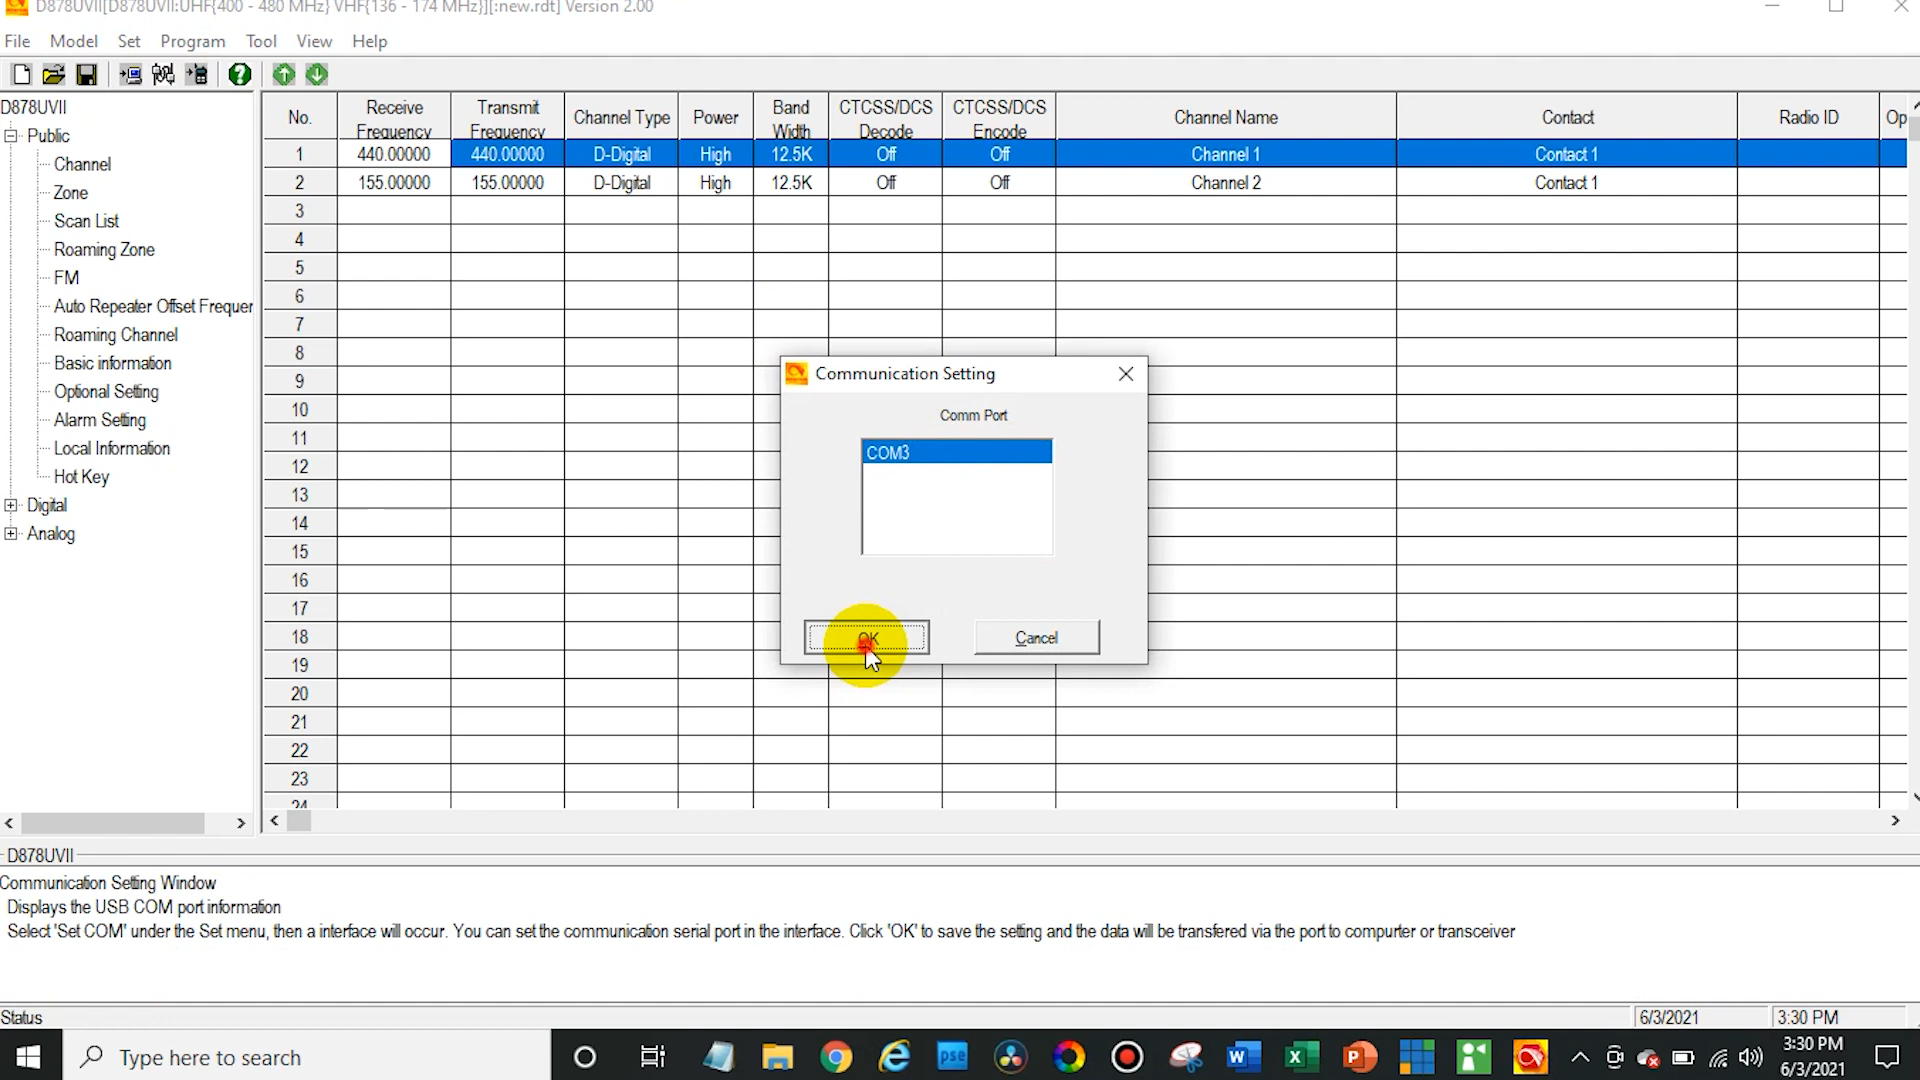 D878UVII[D878UVII:UHF{400 - 480 MHz} VHF{136 - 174 MHz}][:new.rdt] Version 2.00
File Model Set Program Tool View Help
D878UVII
Public
Channel
Zone
Scan List
Roaming Zone
FM
Auto Repeater Offset Frequer
Roaming Channel
Basic information
Optional Setting
Alarm Setting
Local Information
Hot Key
Digital
Analog
No. Receive Frequency Transmit Frequency Channel Type Power Band Width CTCSS/DCS Decode CTCSS/DCS Encode Channel Name Contact Radio ID Op
1 440.00000 440.00000 D-Digital High 12.5K Off Off Channel 1 Contact 1
2 155.00000 155.00000 D-Digital High 12.5K Off Off Channel 2 Contact 1
3
4
5
6
7
8
9
10
11
12
13
14
15
16
17
18
19
20
21
22
23
24
Communication Setting
Comm Port
COM3
OK Cancel
D878UVII
Communication Setting Window
Displays the USB COM port information
Select 'Set COM' under the Set menu, then a interface will occur. You can set the communication serial port in the interface. Click 'OK' to save the setting and the data will be transfered via the port to compurter or transceiver
Status 6/3/2021 3:30 PM
Type here to search
pse
3:30 PM
6/3/2021